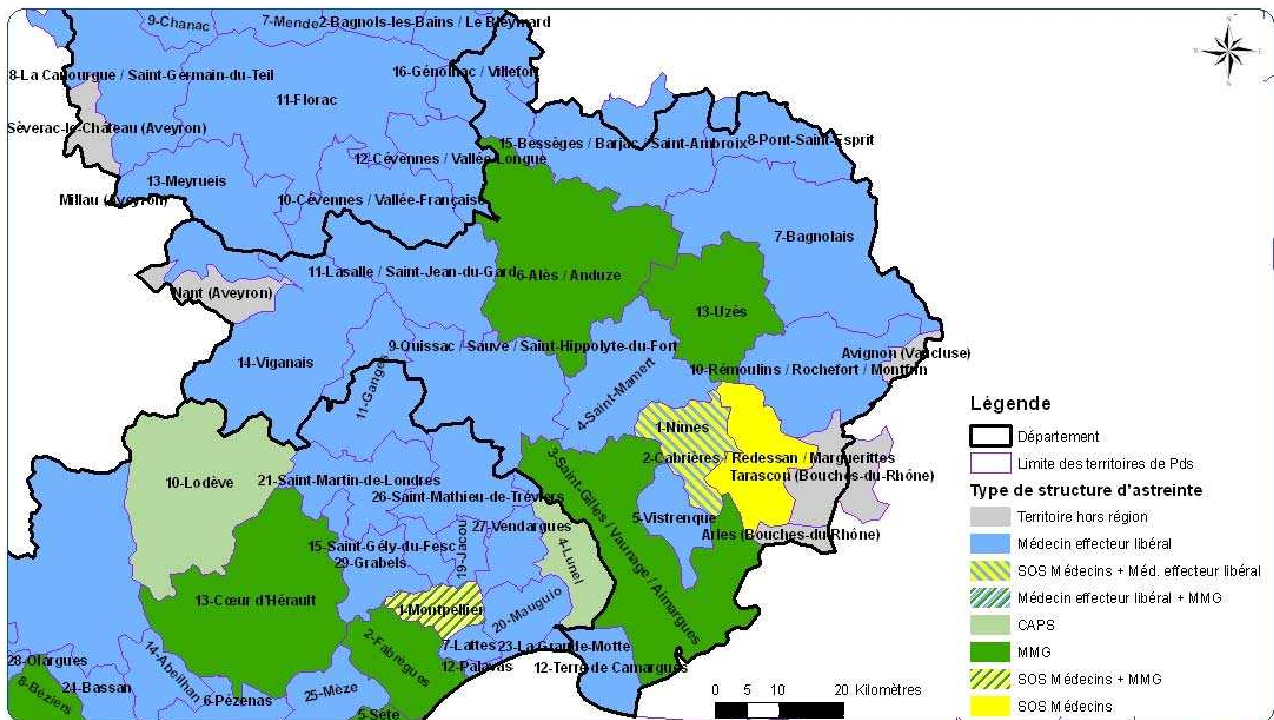 9-Chanac
7-Mende
2-Bagnols-les-Bains / Le Bleymard
8-La Canourgue / Saint-Germain-du-Teil
16-Génolhac / Villefort
11-Florac
Séverac-le-Château (Aveyron)
15-Bessèges / Barjac / Saint-Ambroix
8-Pont-Saint-Esprit
12-Cévennes / Vallée-Longue
13-Meyrueis
Millau (Aveyron)
10-Cévennes / Vallée-Française
7-Bagnolais
11-Lasalle / Saint-Jean-du-Gard
6-Alès / Anduze
Nant (Aveyron)
13-Uzès
9-Quissac / Sauve / Saint-Hippolyte-du-Fort
14-Viganais
Avignon (Vaucluse)
10-Rémoulins / Rochefort / Montfrin
11-Ganges
4-Saint-Mamert
1-Nîmes
2-Cabrières / Redessan / Marguerittes
Tarascon (Bouches-du-Rhône)
10-Lodève
21-Saint-Martin-de-Londres
26-Saint-Mathieu-de-Tréviers
3-Saint-Gilles / Vaunage / Aimargues
5-Vistrenque
27-Vendargues
Arles (Bouches-du-Rhône)
15-Saint-Gély-du-Fesc
29-Grabels
19-Jacou
4-Lunel
13-Cœur d'Hérault
1-Montpellier
20-Mauguio
2-Fabrègues
7-Lattes
23-La Grande-Motte
12-Palavas
12-Terre de Camargues
28-Olargues
14-Abeilhan
24-Bassan
8-Béziers
6-Pézenas
25-Mèze
5-Sète
Légende
Département
Limite des territoires de Pds
Type de structure d'astreinte
Territoire hors région
Médecin effecteur libéral
SOS Médecins + Méd. effecteur libéral
Médecin effecteur libéral + MMG
CAPS
MMG
SOS Médecins + MMG
SOS Médecins
0 5 10 20 Kilomètres